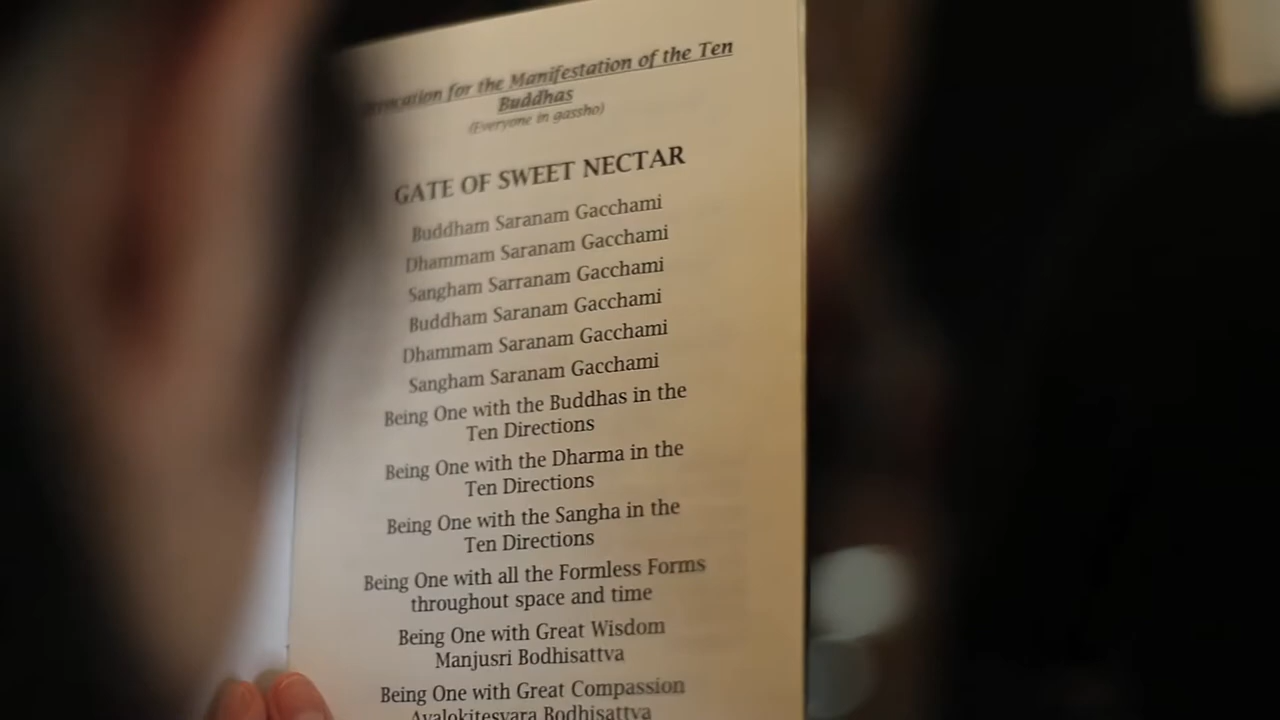 Invocation for the Manifestation of the Ten
Buddhas
(Everyone in gassho)
GATE OF SWEET NECTAR
Buddham Saranam Gacchami
Dhammam Saranam Gacchami
Sangham Sarranam Gacchami
Buddham Saranam Gacchami
Dhammam Saranam Gacchami
Sangham Saranam Gacchami
Being One with the Buddhas in the
Ten Directions
Being One with the Dharma in the
Ten Directions
Being One with the Sangha in the
Ten Directions
Being One with all the Formless Forms
throughout space and time
Being One with Great Wisdom
Manjusri Bodhisattva
Being One with Great Compassion
Avalokitesvara Bodhisattva